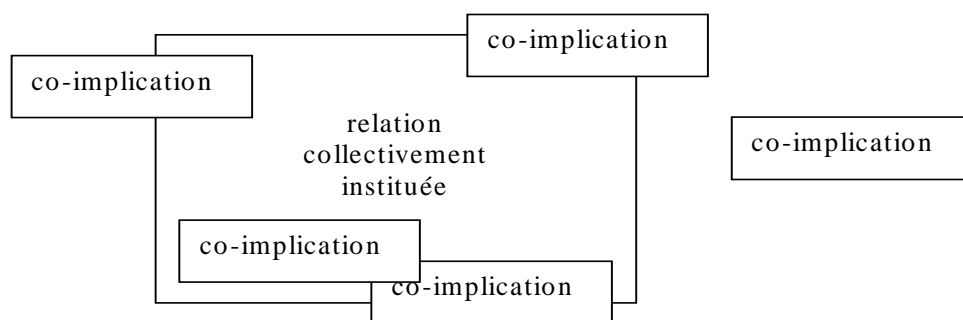 co-implication
co-implication
relation
collectivement
instituée
co-implication
co-implication
co-implication